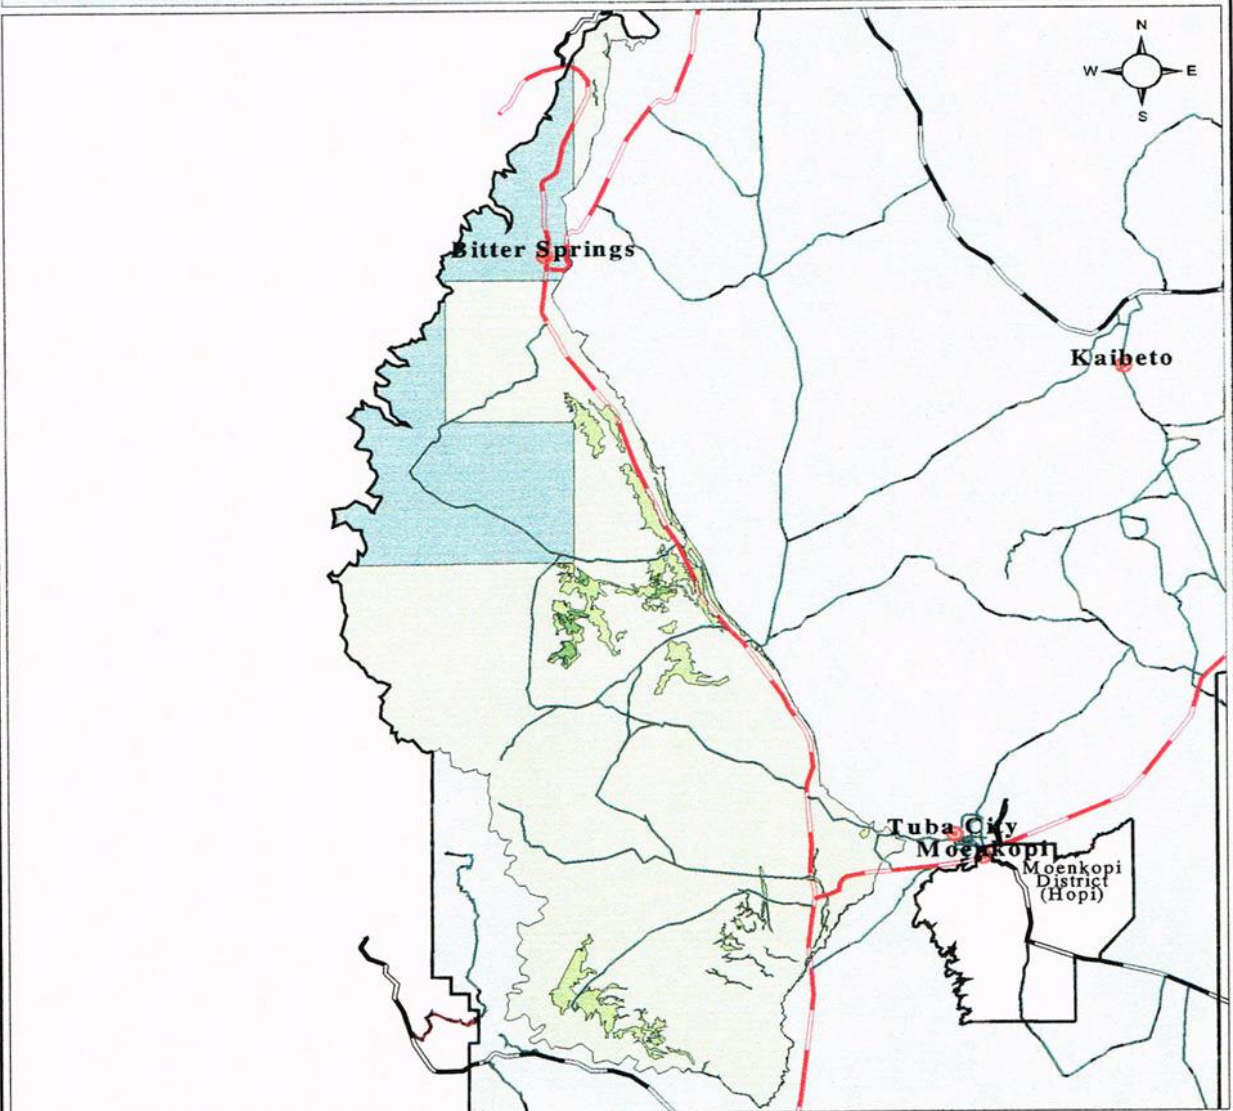 N
W E
S
Bitter Springs
Kaibeto
Tuba City
Moenkopi
Moenkopi
District
(Hopi)